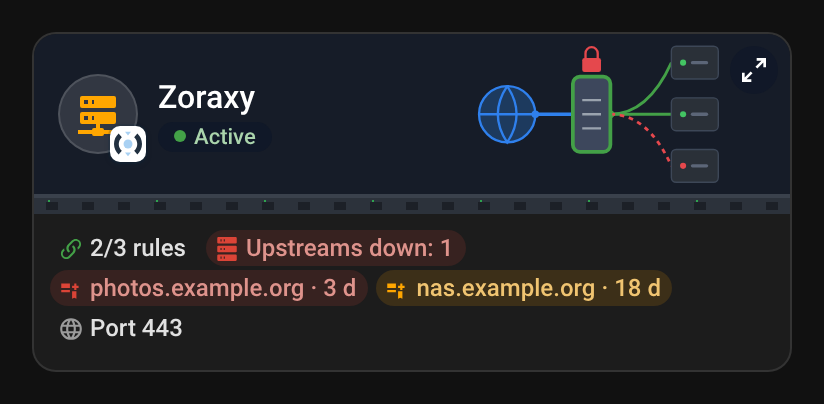 Zoraxy
Active
2/3 rules Upstreams down: 1
photos.example.org · 3 d nas.example.org · 18 d
Port 443